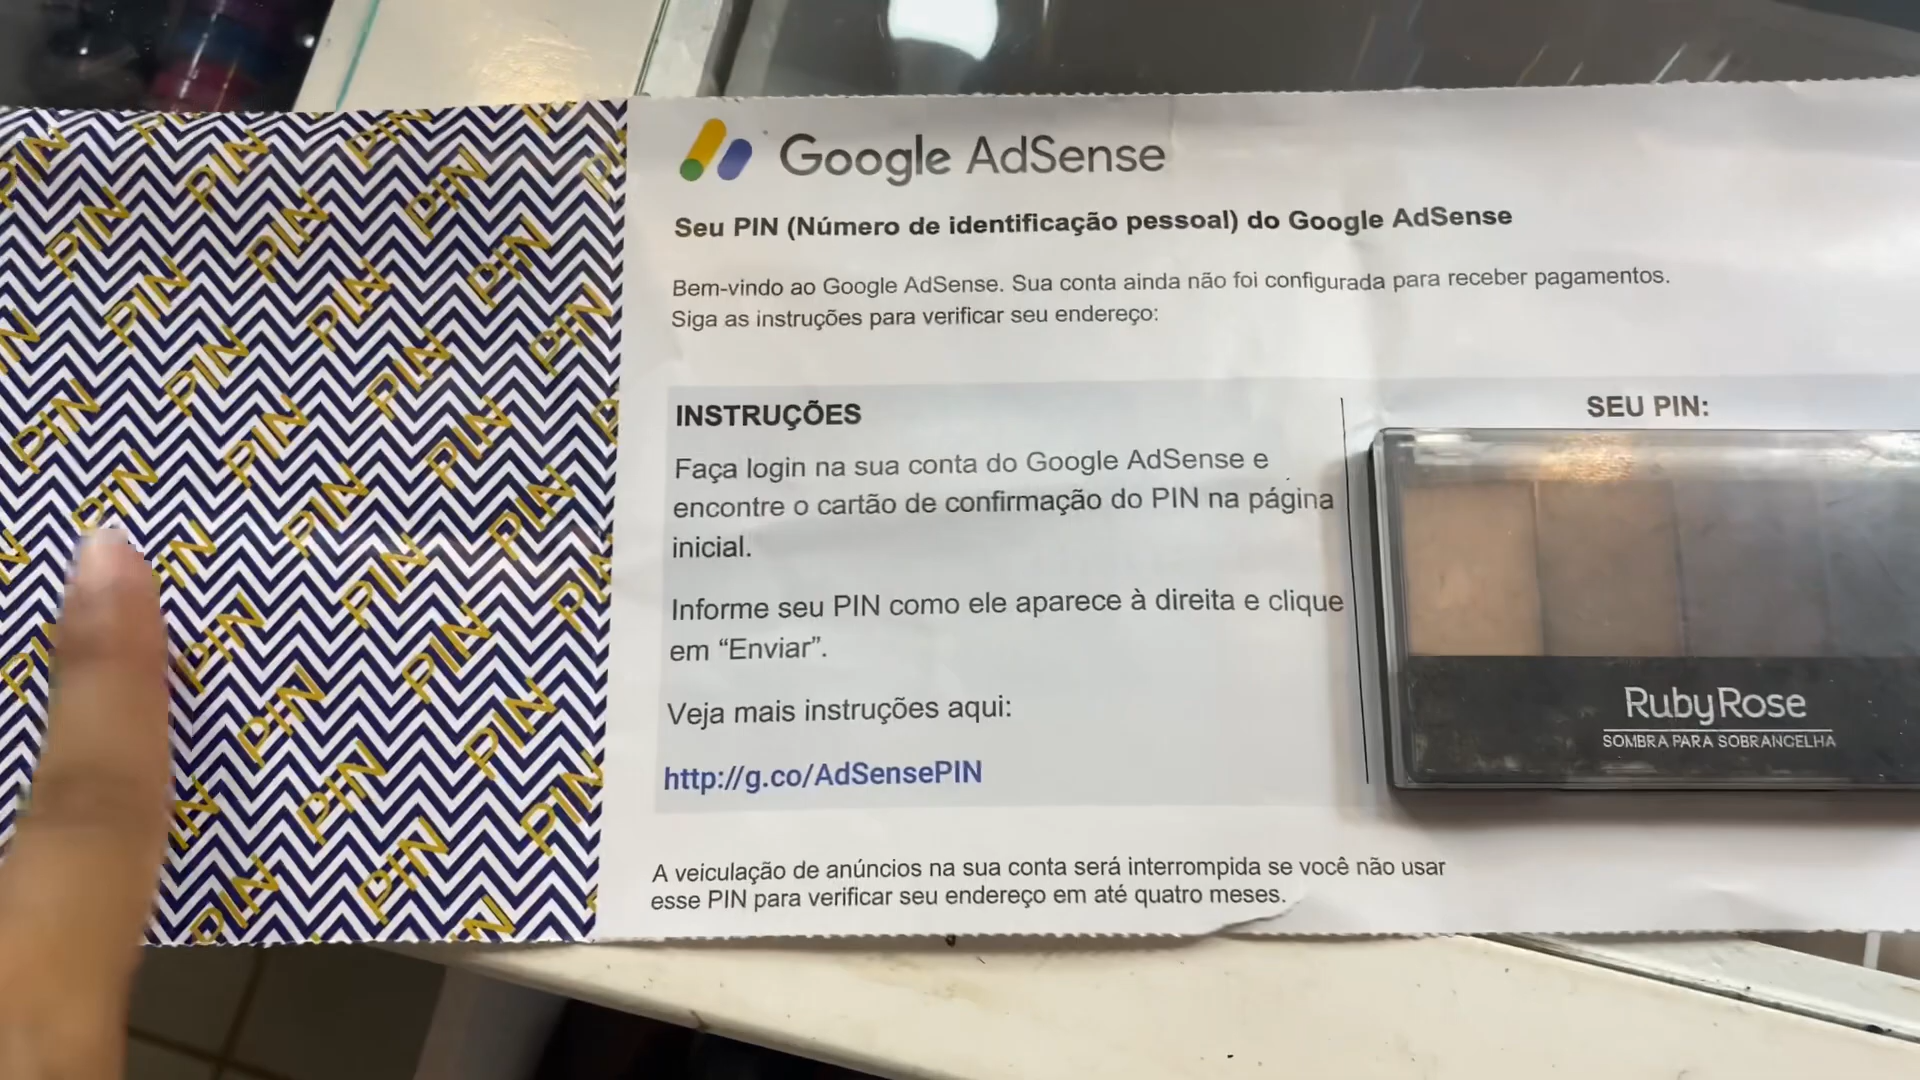 Google AdSense
Seu PIN (Número de identificação pessoal) do Google AdSense
Bem-vindo ao Google AdSense. Sua conta ainda não foi configurada para receber pagamentos.
Siga as instruções para verificar seu endereço:
INSTRUÇÕES
Faça login na sua conta do Google AdSense e
encontre o cartão de confirmação do PIN na página
inicial.
Informe seu PIN como ele aparece à direita e clique
em “Enviar”.
Veja mais instruções aqui:
http://g.co/AdSensePIN
SEU PIN:
RubyRose
SOMBRA PARA SOBRANCELHA
A veiculação de anúncios na sua conta será interrompida se você não usar
esse PIN para verificar seu endereço em até quatro meses.
PIN